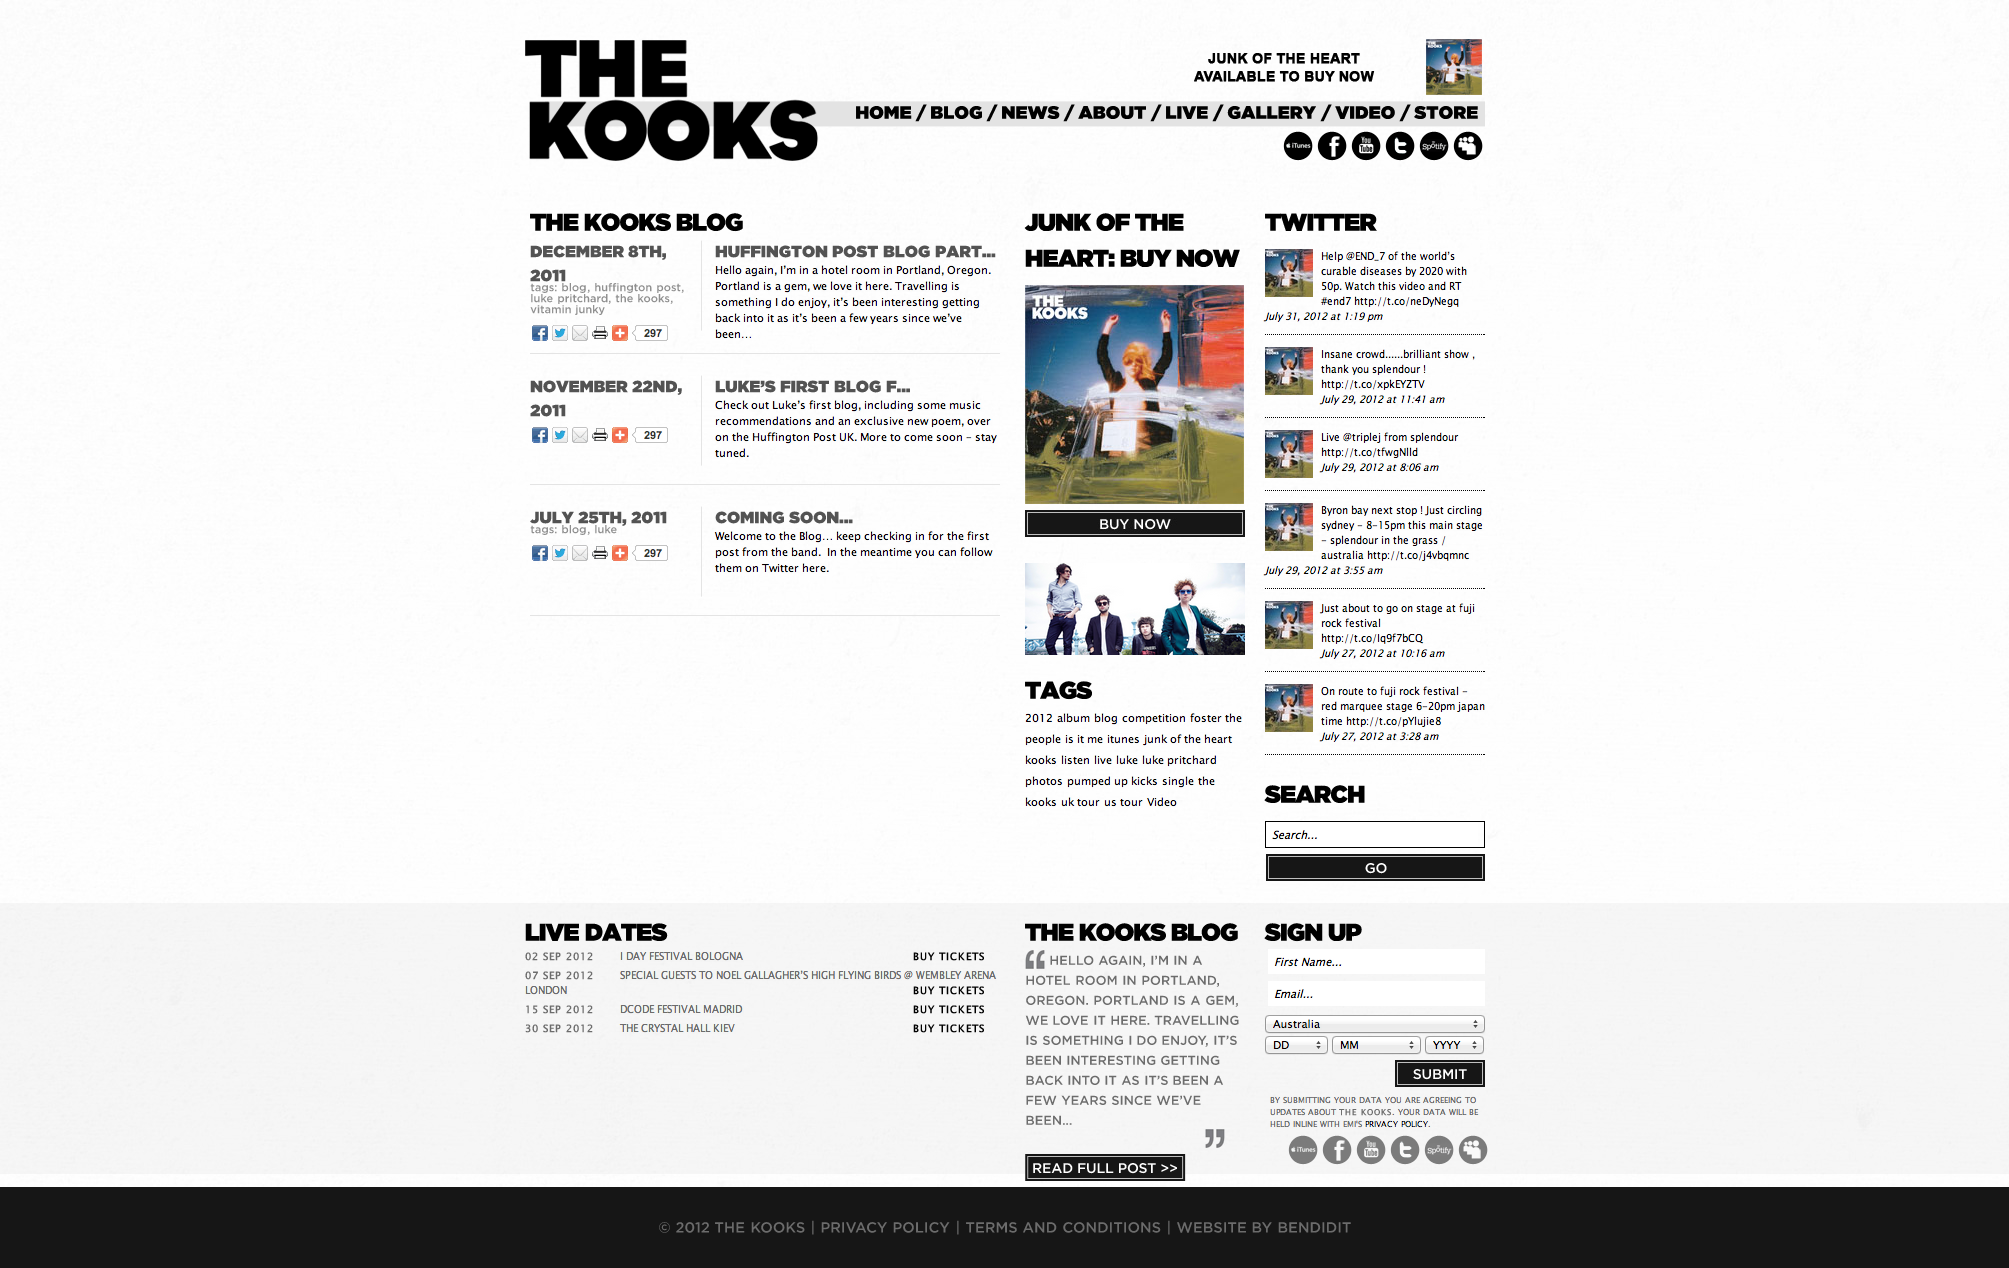 THE
KOOKS
JUNK OF THE HEART
AVAILABLE TO BUY NOW
THE
KOOKS
HOME / BLOG / NEWS / ABOUT / LIVE / GALLERY / VIDEO / STORE
iTunes
You
Tube
Spotify
THE KOOKS BLOG
DECEMBER 8TH,
2011
tags: blog, huffington post,
luke pritchard, the kooks,
vitamin junky
297
HUFFINGTON POST BLOG PART...
Hello again, I'm in a hotel room in Portland, Oregon.
Portland is a gem, we love it here. Travelling is
something I do enjoy, it's been interesting getting
back into it as it's been a few years since we've
been...
NOVEMBER 22ND,
2011
297
LUKE'S FIRST BLOG F...
Check out Luke's first blog, including some music
recommendations and an exclusive new poem, over
on the Huffington Post UK. More to come soon – stay
tuned.
JULY 25TH, 2011
tags: blog, luke
297
COMING SOON...
Welcome to the Blog... keep checking in for the first
post from the band.  In the meantime you can follow
them on Twitter here.
JUNK OF THE
HEART: BUY NOW
THE
KOOKS
BUY NOW
TAGS
2012 album blog competition foster the
people is it me itunes junk of the heart
kooks listen live luke luke pritchard
photos pumped up kicks single the
kooks uk tour us tour Video
TWITTER
Help @END_7 of the world's
curable diseases by 2020 with
50p. Watch this video and RT
#end7 http://t.co/neDyNegq
July 31, 2012 at 1:19 pm
Insane crowd......brilliant show ,
thank you splendour !
http://t.co/xpkEYZTV
July 29, 2012 at 11:41 am
Live @triplej from splendour
http://t.co/tfwgNlld
July 29, 2012 at 8:06 am
Byron bay next stop ! Just circling
sydney – 8-15pm this main stage
– splendour in the grass /
australia http://t.co/j4vbqmnc
July 29, 2012 at 3:55 am
Just about to go on stage at fuji
rock festival
http://t.co/lq9f7bCQ
July 27, 2012 at 10:16 am
On route to fuji rock festival –
red marquee stage 6-20pm japan
time http://t.co/pYlujie8
July 27, 2012 at 3:28 am
SEARCH
Search...
GO
LIVE DATES
02 SEP 2012 I DAY FESTIVAL BOLOGNA BUY TICKETS
07 SEP 2012 SPECIAL GUESTS TO NOEL GALLAGHER'S HIGH FLYING BIRDS @ WEMBLEY ARENA
LONDON BUY TICKETS
15 SEP 2012 DCODE FESTIVAL MADRID BUY TICKETS
30 SEP 2012 THE CRYSTAL HALL KIEV BUY TICKETS
THE KOOKS BLOG
“ HELLO AGAIN, I'M IN A
HOTEL ROOM IN PORTLAND,
OREGON. PORTLAND IS A GEM,
WE LOVE IT HERE. TRAVELLING
IS SOMETHING I DO ENJOY, IT'S
BEEN INTERESTING GETTING
BACK INTO IT AS IT'S BEEN A
FEW YEARS SINCE WE'VE
BEEN...
”
READ FULL POST >>
SIGN UP
First Name...
Email...
Australia
DD MM YYYY
SUBMIT
BY SUBMITTING YOUR DATA YOU ARE AGREEING TO
UPDATES ABOUT THE KOOKS. YOUR DATA WILL BE
HELD INLINE WITH EMI'S PRIVACY POLICY.
iTunes
You
Tube
Spotify
© 2012 THE KOOKS | PRIVACY POLICY | TERMS AND CONDITIONS | WEBSITE BY BENDIDIT